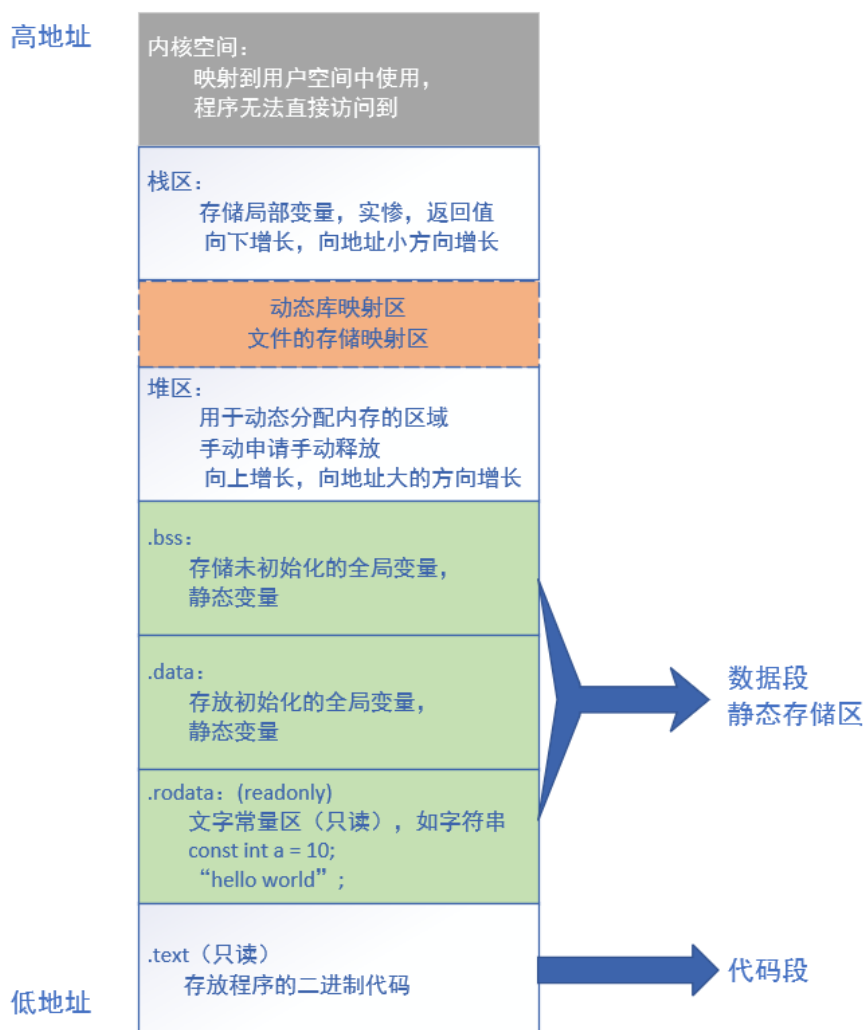 高地址
内核空间：
映射到用户空间中使用，
程序无法直接访问到
栈区：
存储局部变量，实惨，返回值
向下增长，向地址小方向增长
动态库映射区
文件的存储映射区
堆区：
用于动态分配内存的区域
手动申请手动释放
向上增长，向地址大的方向增长
.bss：
存储未初始化的全局变量，
静态变量
.data：
存放初始化的全局变量，
静态变量
数据段
静态存储区
.rodata：(readonly)
文字常量区（只读），如字符串
const int a = 10;
“hello world”；
.text（只读）
存放程序的二进制代码
代码段
低地址